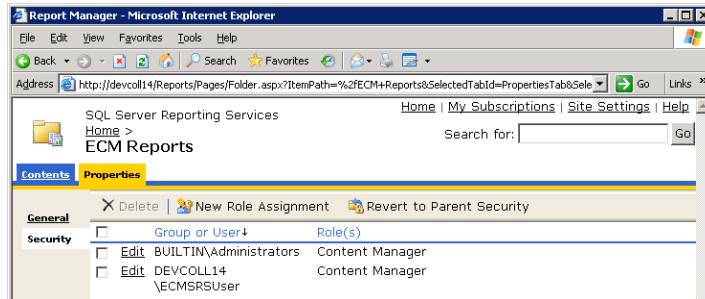 Report Manager - Microsoft Internet Explorer
File Edit View Favorites Tools Help
Back Search Favorites
Address http://devcoll14/Reports/Pages/Folder.aspx?ItemPath=%2fECM+Reports&SelectedTabId=PropertiesTab&Sele Go Links »
SQL Server Reporting Services Home | My Subscriptions | Site Settings | Help
Home >
ECM Reports Search for: Go
Contents Properties
Delete | New Role Assignment Revert to Parent Security
General
Security Group or User↓ Role(s)
Edit BUILTIN\Administrators Content Manager
Edit DEVCOLL14 Content Manager
\ECMSRSUser